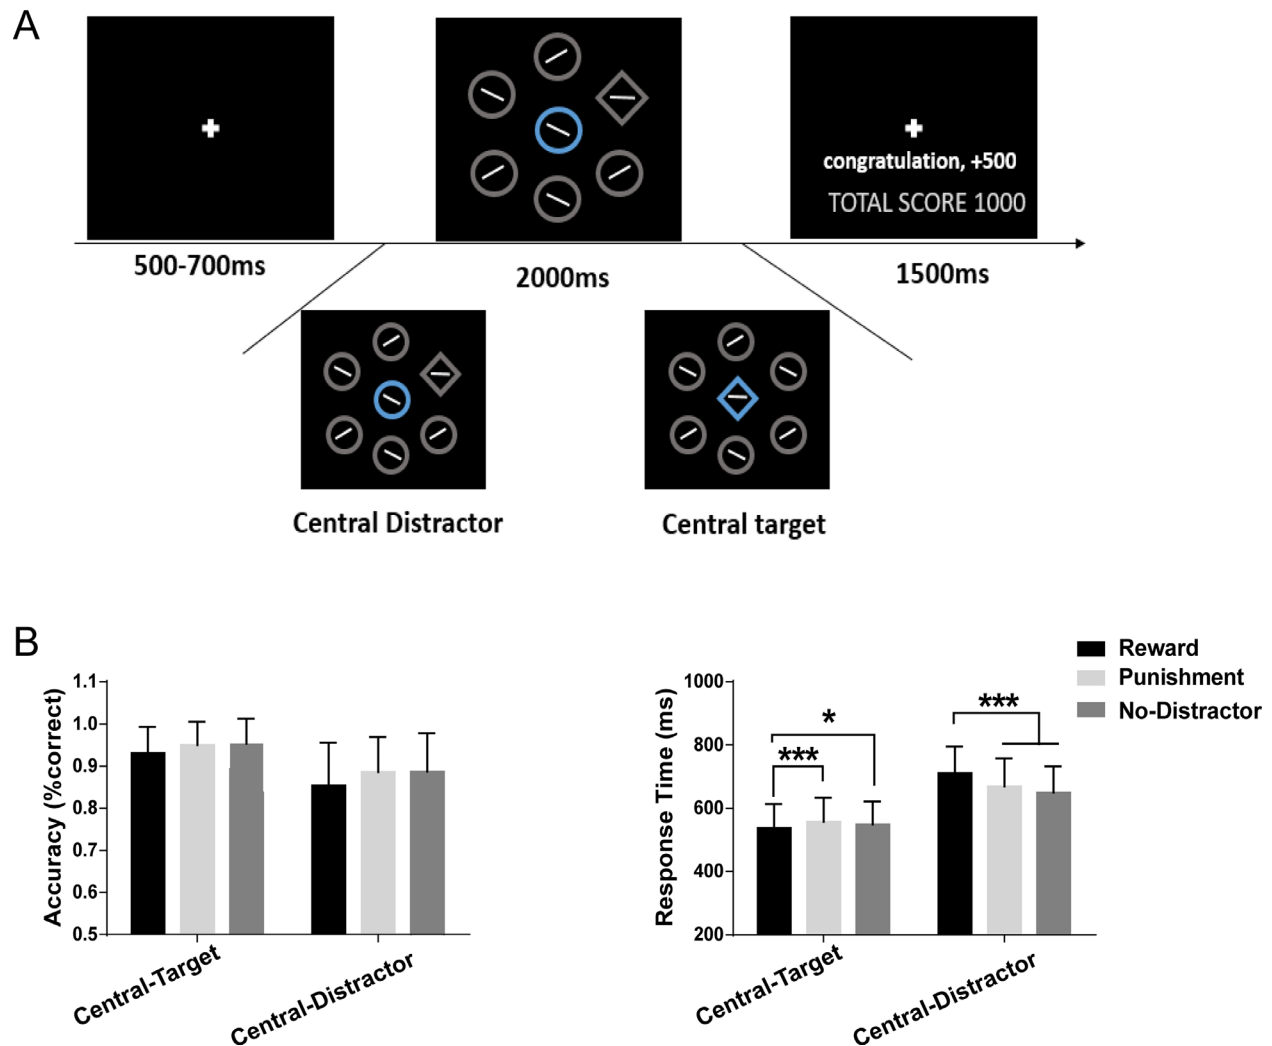 A
congratulation, +500
TOTAL SCORE 1000
500-700ms
2000ms
1500ms
Central Distractor
Central target
B
Reward
Punishment
No-Distractor
Accuracy (%correct)
1.1
1.0
0.9
0.8
0.7
0.6
0.5
Central-Target
Central-Distractor
Response Time (ms)
1000
800
600
400
200
*
***
***
Central-Target
Central-Distractor